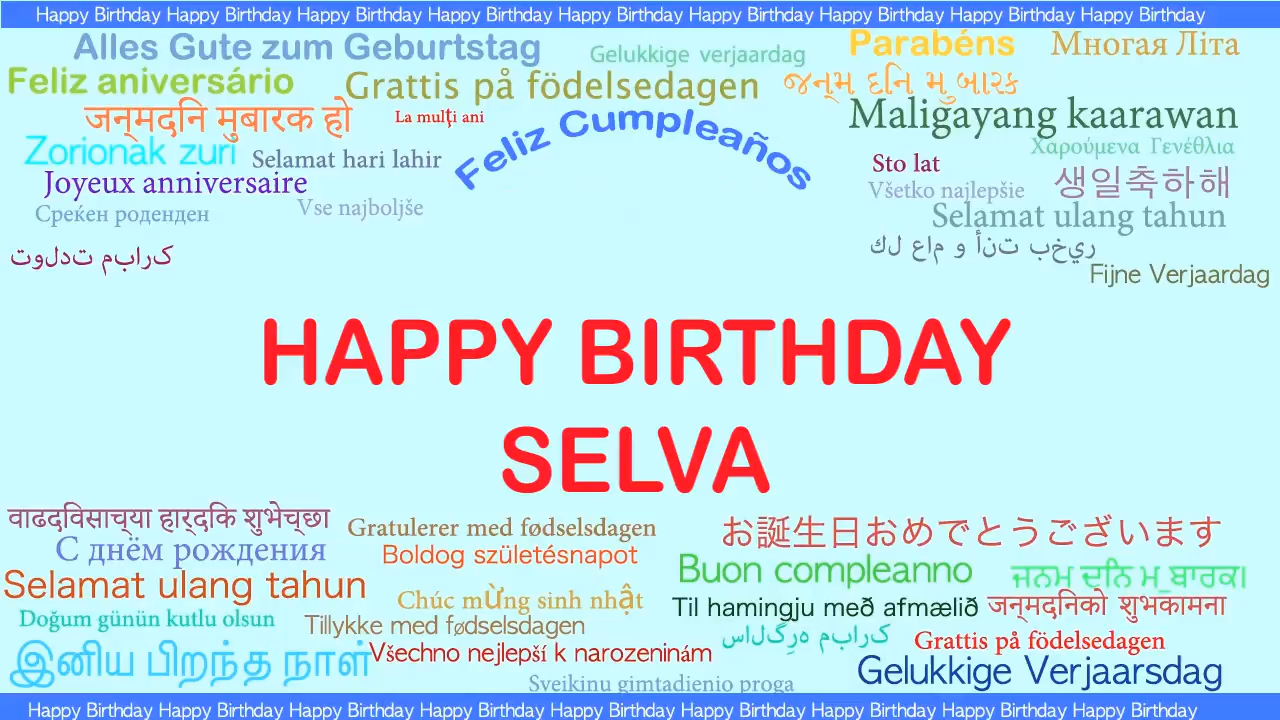 Happy Birthday Happy Birthday Happy Birthday Happy Birthday Happy Birthday Happy Birthday Happy Birthday Happy Birthday Happy Birthday
Alles Gute zum Geburtstag
Gelukkige verjaardag
Parabéns
Многая Літа
Feliz aniversário
Grattis på födelsedagen
જન્મ દિન મુબારક
जन्मदिन मुबारक हो
La mulţi ani
Feliz Cumpleaños
Maligayang kaarawan
Zorionak zuri
Selamat hari lahir
Χαρούμενα Γενέθλια
Sto lat
Joyeux anniversaire
Všetko najlepšie
생일축하해
Среќен роденден
Vse najboljše
Selamat ulang tahun
تولدت مبارک
كل عام و أنت بخير
Fijne Verjaardag
HAPPY BIRTHDAY
SELVA
वाढदिवसाच्या हार्दिक शुभेच्छा
Gratulerer med fødselsdagen
お誕生日おめでとうございます
С днём рождения
Boldog születésnapot
Buon compleanno
ਜਨਮ ਦਿਨ ਮੁਬਾਰਕ।
Selamat ulang tahun
Chúc mừng sinh nhật
Til hamingju með afmælið
जन्मदिनको शुभकामना
Doğum günün kutlu olsun
Tillykke med fødselsdagen
سالگرہ مبارک
Grattis på födelsedagen
இனிய பிறந்த நாள்
Všechno nejlepší k narozeninám
Gelukkige Verjaarsdag
Sveikinu gimtadienio proga
Happy Birthday Happy Birthday Happy Birthday Happy Birthday Happy Birthday Happy Birthday Happy Birthday Happy Birthday Happy Birthday